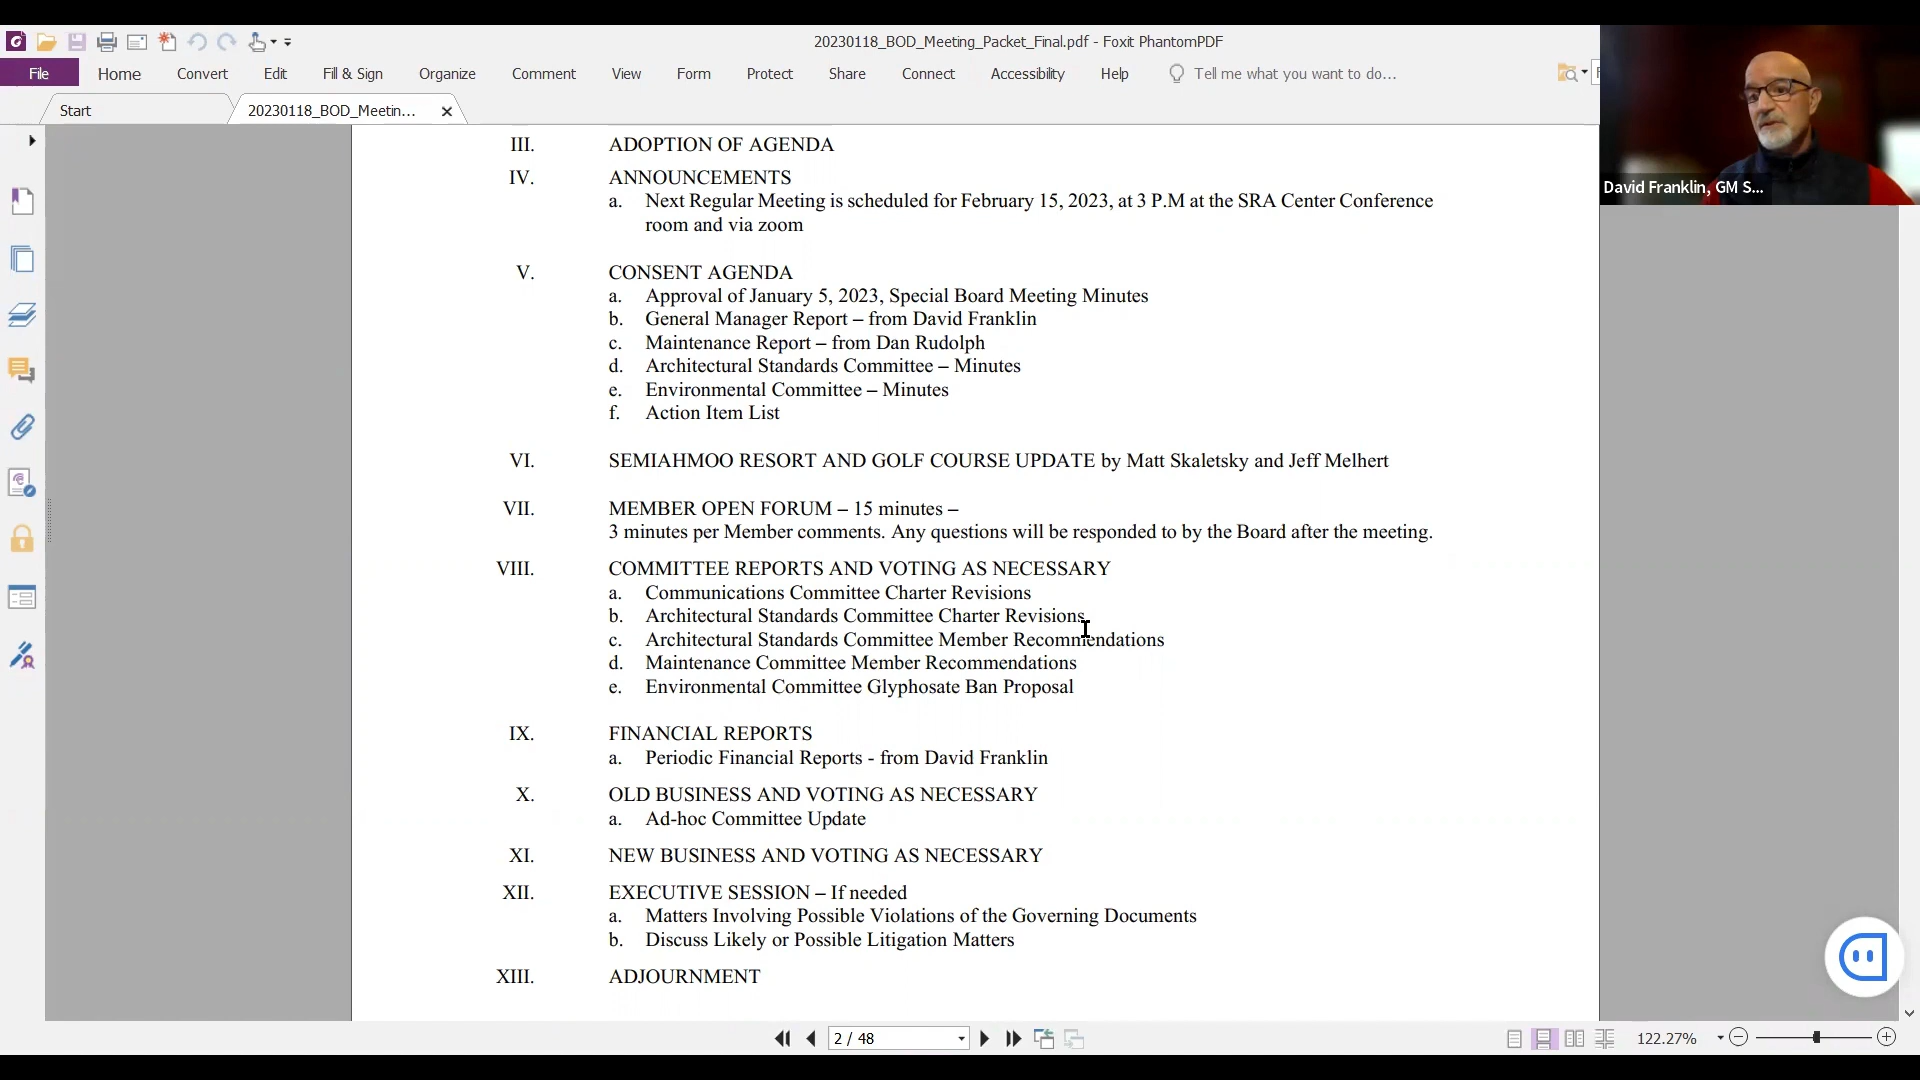 20230118_BOD_Meeting_Packet_Final.pdf - Foxit PhantomPDF
File Home Convert Edit Fill & Sign Organize Comment View Form Protect Share Connect Accessibility Help Tell me what you want to do...
Start 20230118_BOD_Meetin...
David Franklin, GM S...
III. ADOPTION OF AGENDA
IV. ANNOUNCEMENTS
a. Next Regular Meeting is scheduled for February 15, 2023, at 3 P.M at the SRA Center Conference
room and via zoom
V. CONSENT AGENDA
a. Approval of January 5, 2023, Special Board Meeting Minutes
b. General Manager Report – from David Franklin
c. Maintenance Report – from Dan Rudolph
d. Architectural Standards Committee – Minutes
e. Environmental Committee – Minutes
f. Action Item List
VI. SEMIAHMOO RESORT AND GOLF COURSE UPDATE by Matt Skaletsky and Jeff Melhert
VII. MEMBER OPEN FORUM – 15 minutes –
3 minutes per Member comments. Any questions will be responded to by the Board after the meeting.
VIII. COMMITTEE REPORTS AND VOTING AS NECESSARY
a. Communications Committee Charter Revisions
b. Architectural Standards Committee Charter Revisions
c. Architectural Standards Committee Member Recommendations
d. Maintenance Committee Member Recommendations
e. Environmental Committee Glyphosate Ban Proposal
IX. FINANCIAL REPORTS
a. Periodic Financial Reports - from David Franklin
X. OLD BUSINESS AND VOTING AS NECESSARY
a. Ad-hoc Committee Update
XI. NEW BUSINESS AND VOTING AS NECESSARY
XII. EXECUTIVE SESSION – If needed
a. Matters Involving Possible Violations of the Governing Documents
b. Discuss Likely or Possible Litigation Matters
XIII. ADJOURNMENT
2 / 48
122.27%